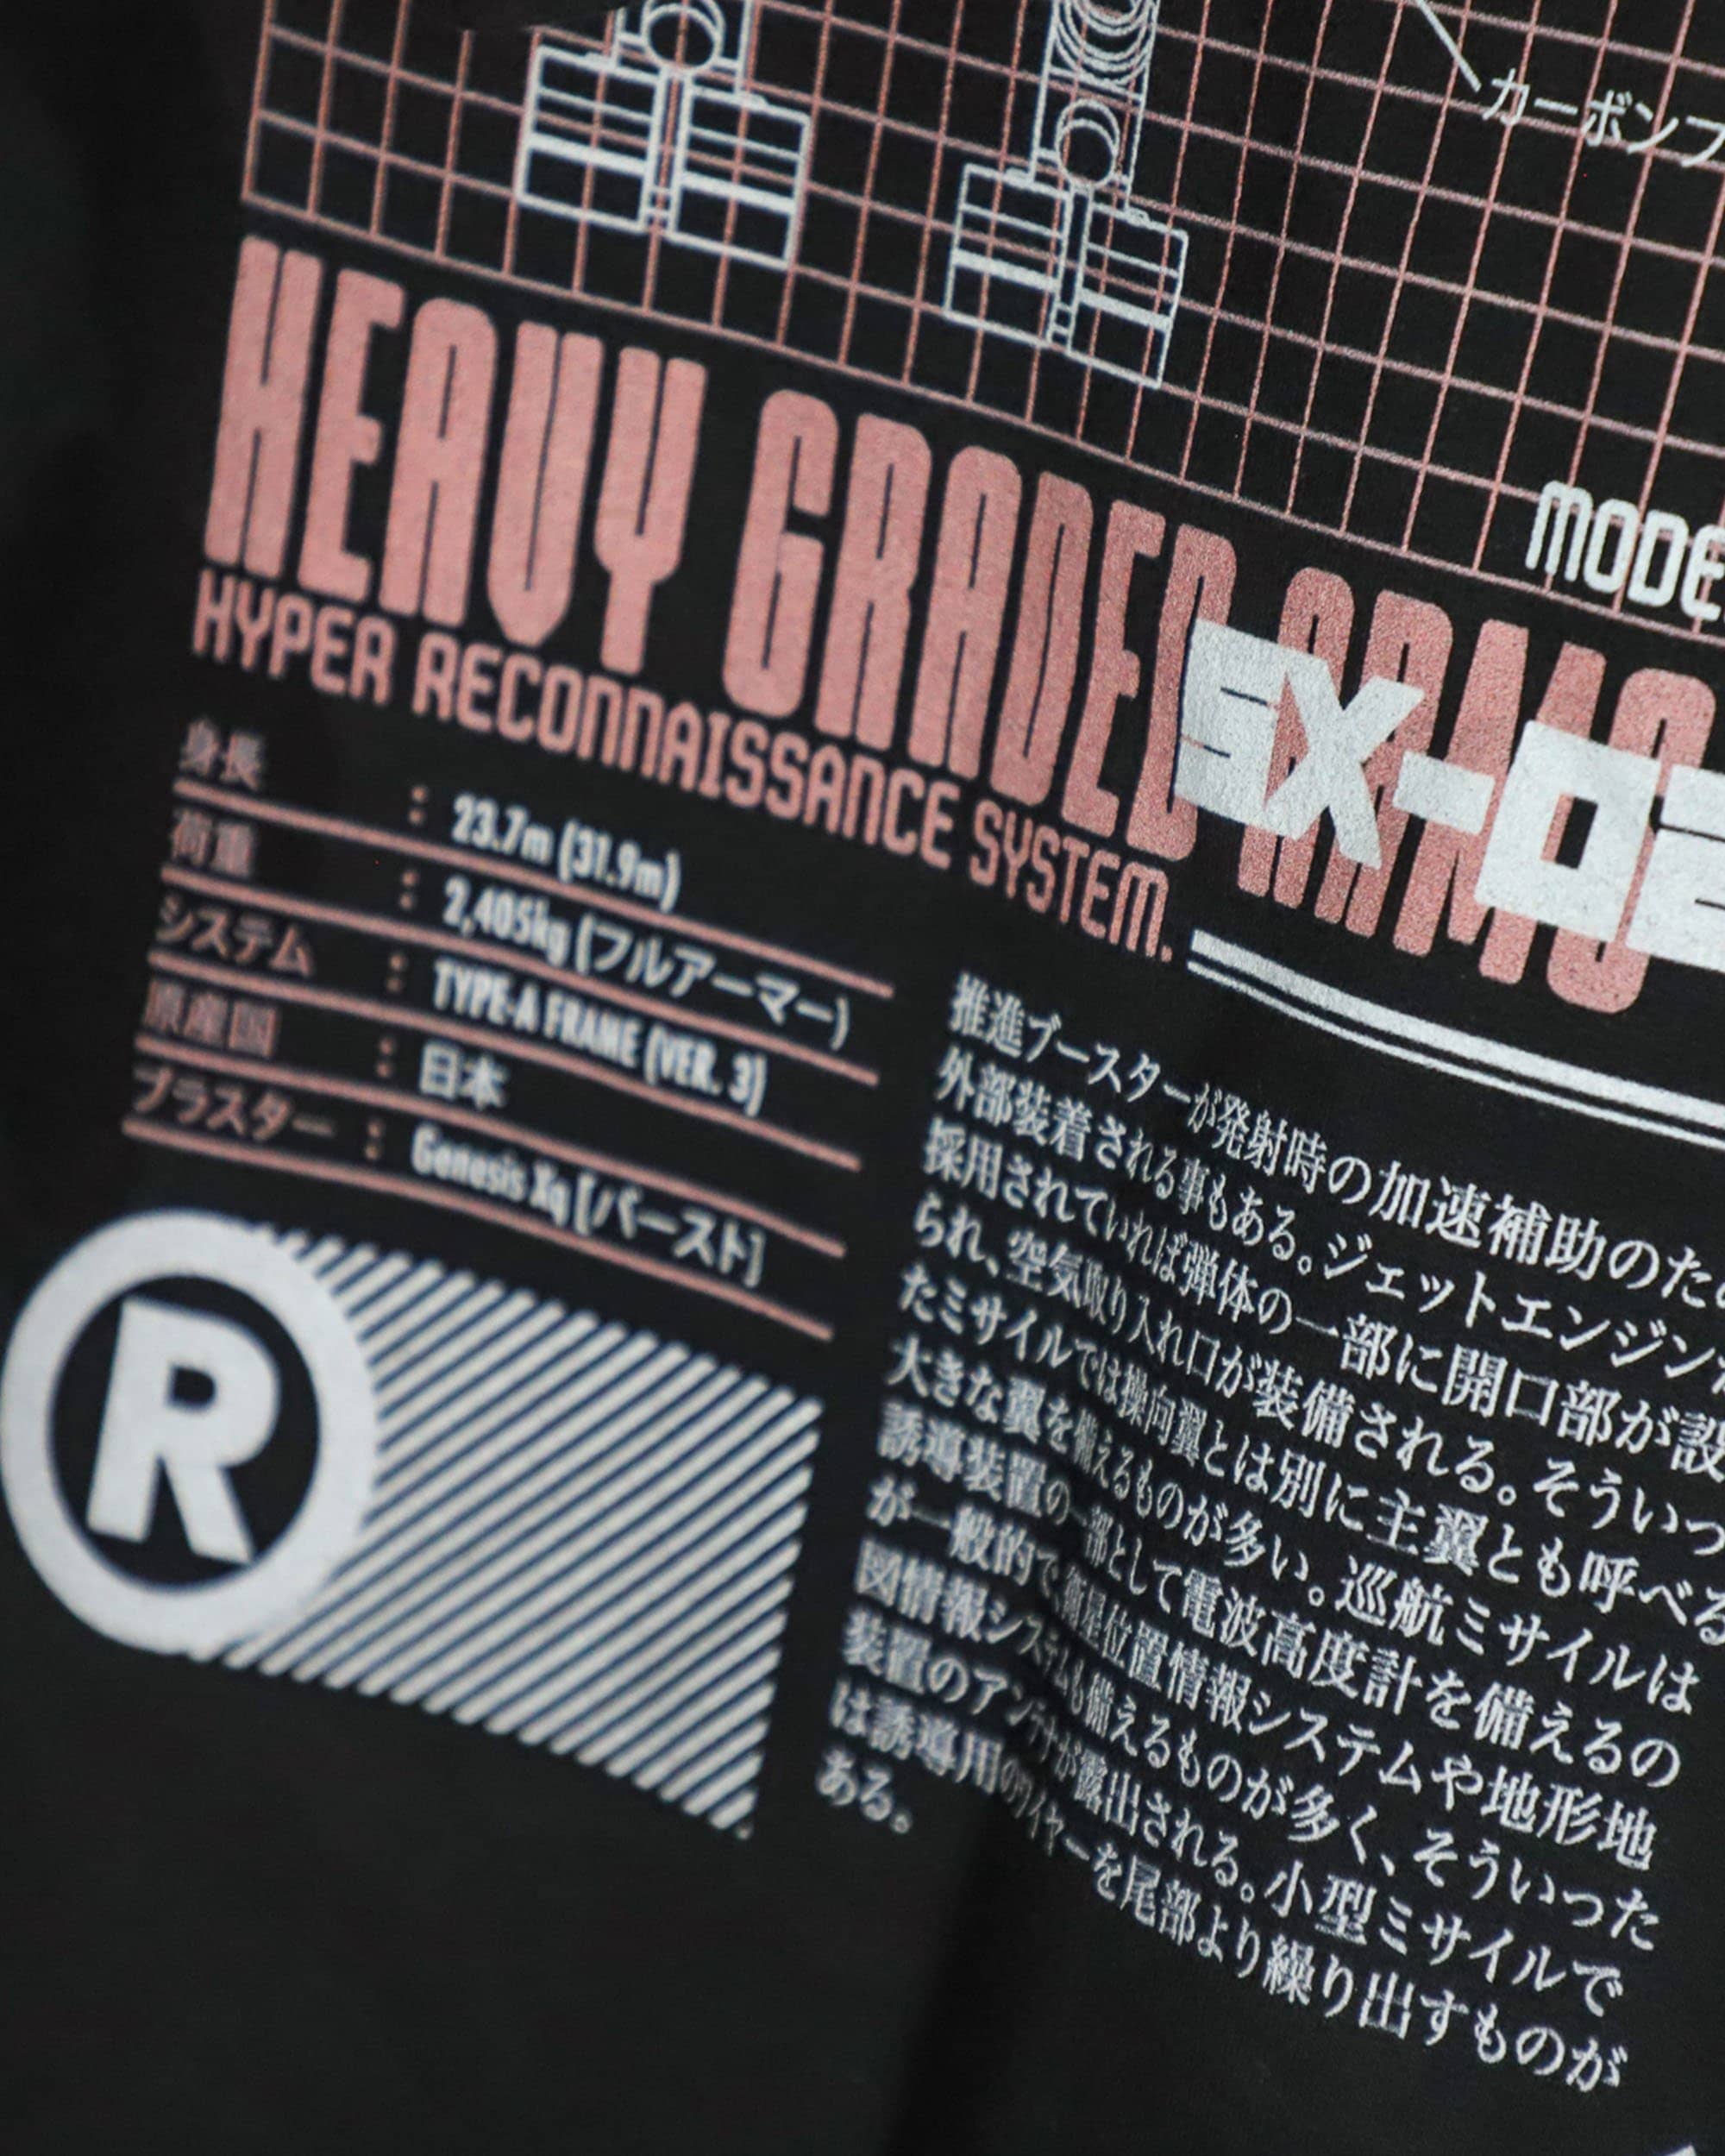 カーボンフ
MODE
HEAVY GRADED ARMO
SX-02
HYPER RECONNAISSANCE SYSTEM.
身長 : 23.7m (31.9m)
荷重 : 2,405kg (フルアーマー)
システム : TYPE-A FRAME (VER. 3)
原産国 : 日本
ブラスター : Genesis Xq [バースト]
R
推進ブースターが発射時の加速補助のため
外部装着される事もある。ジェットエンジン
採用されていれば弾体の一部に開口部が設
られ、空気取り入れ口が装備される。そういっ
たミサイルでは操向翼とは別に主翼とも呼べる
大きな翼を備えるものが多い。巡航ミサイルは
誘導装置の一部として電波高度計を備えるの
が一般的で衛星位置情報システムや地形地
図情報システムも備えるものが多く、そういった
装置のアンテナが露出される。小型ミサイルで
は誘導用のワイヤーを尾部より繰り出すものが
ある。